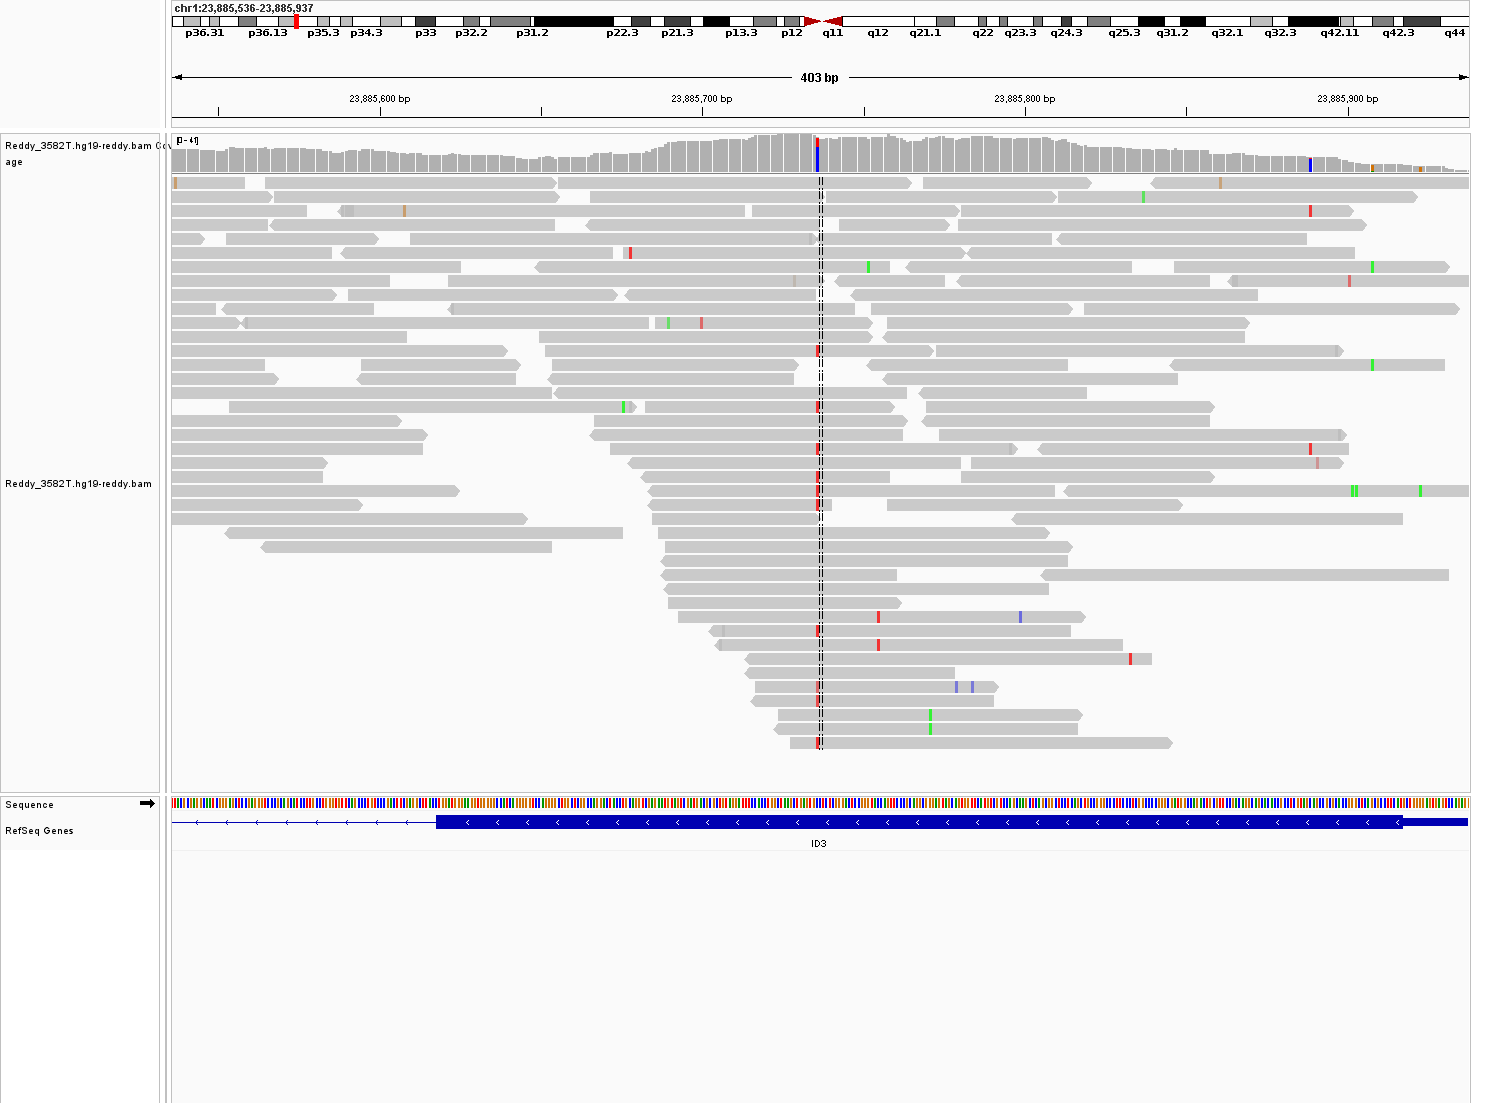 chr1:23,885,536-23,885,937
p36.31 p36.13 p35.3 p34.3 p33 p32.2 p31.2 p22.3 p21.3 p13.3 p12 q11 q12 q21.1 q22 q23.3 q24.3 q25.3 q31.2 q32.1 q32.3 q42.11 q42.3 q44
403 bp
23,885,600 bp 23,885,700 bp 23,885,800 bp 23,885,900 bp
[0 - 41]
Reddy_3582T.hg19-reddy.bam Cov
age
Reddy_3582T.hg19-reddy.bam
Sequence
RefSeq Genes
ID3